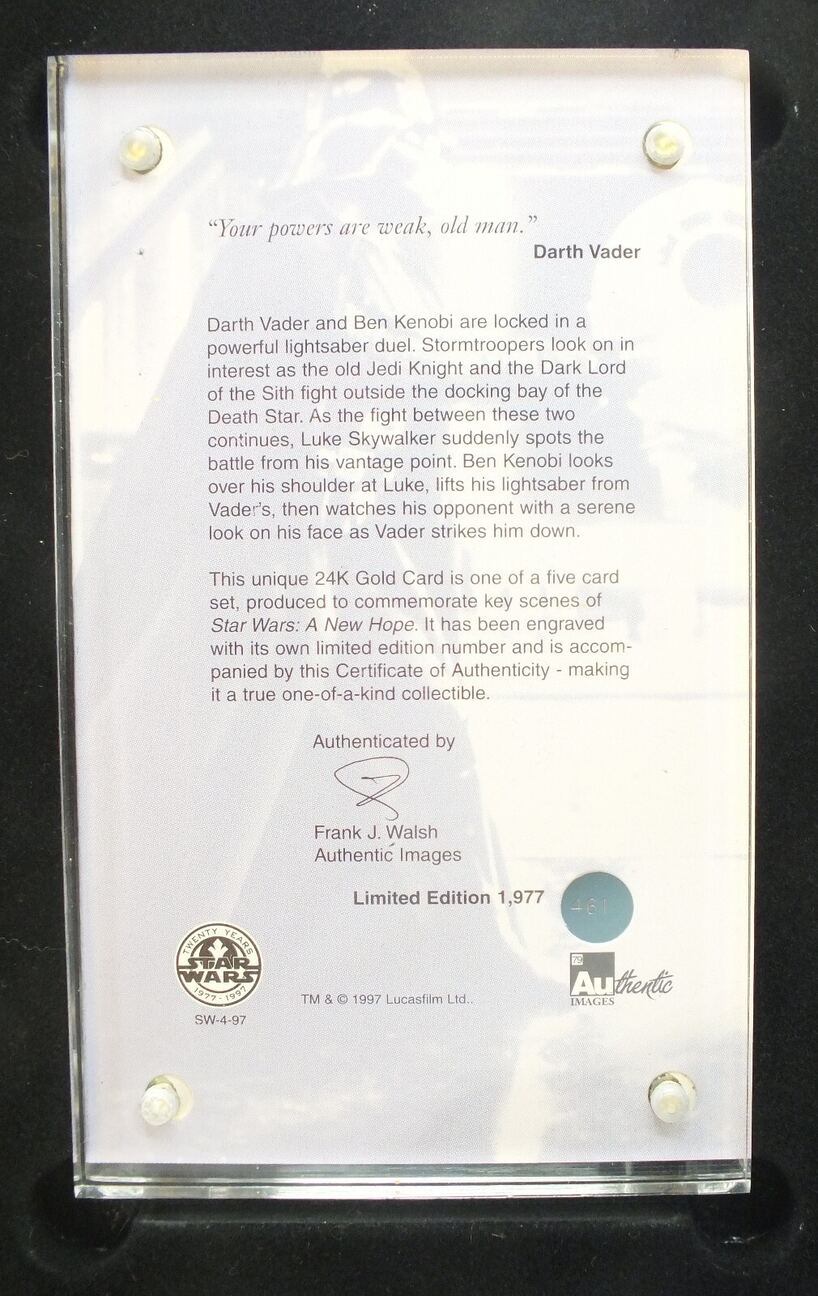 “Your powers are weak, old man.”
Darth Vader
Darth Vader and Ben Kenobi are locked in a
powerful lightsaber duel. Stormtroopers look on in
interest as the old Jedi Knight and the Dark Lord
of the Sith fight outside the docking bay of the
Death Star. As the fight between these two
continues, Luke Skywalker suddenly spots the
battle from his vantage point. Ben Kenobi looks
over his shoulder at Luke, lifts his lightsaber from
Vader’s, then watches his opponent with a serene
look on his face as Vader strikes him down.
This unique 24K Gold Card is one of a five card
set, produced to commemorate key scenes of
Star Wars: A New Hope. It has been engraved
with its own limited edition number and is accom-
panied by this Certificate of Authenticity - making
it a true one-of-a-kind collectible.
Authenticated by
Frank J. Walsh
Authentic Images
Limited Edition 1,977
461
TWENTY YEARS
STAR
WARS
1977 - 1997
SW-4-97
TM & © 1997 Lucasfilm Ltd..
79
Authentic
IMAGES